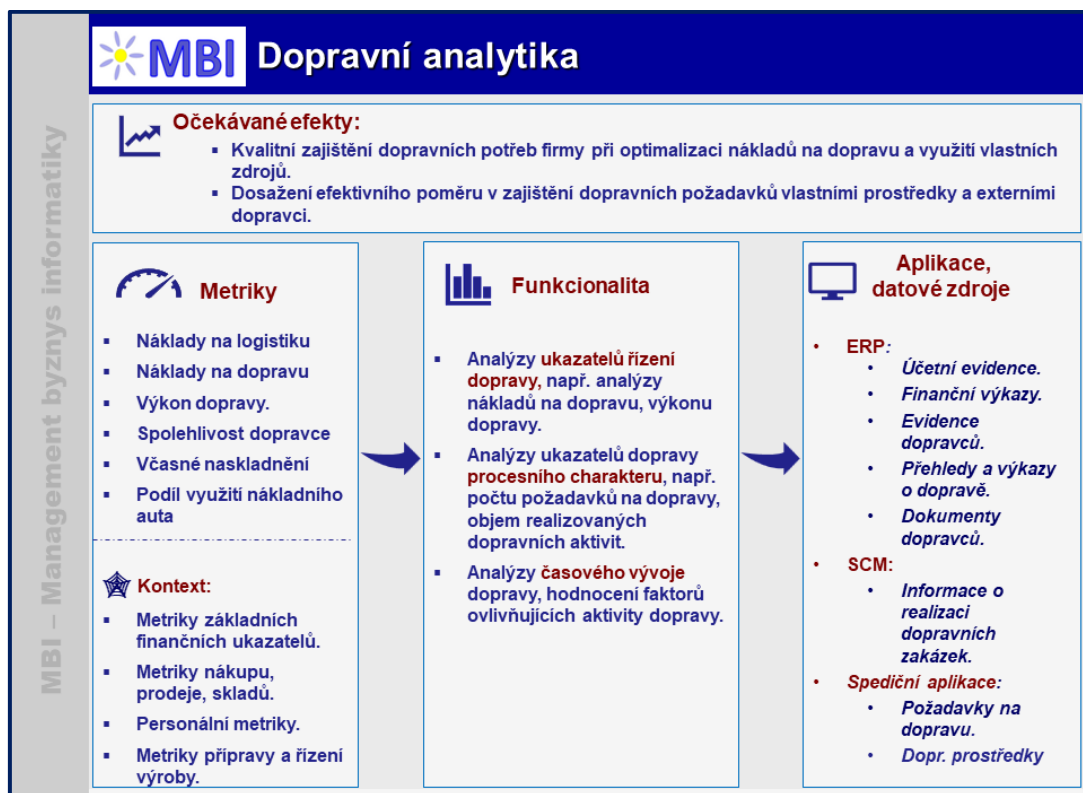 MBI – Management byznys informatiky
MBI
Dopravní analytika
Očekávané efekty:
▪ Kvalitní zajištění dopravních potřeb firmy při optimalizaci nákladů na dopravu a využití vlastních
zdrojů.
▪ Dosažení efektivního poměru v zajištění dopravních požadavků vlastními prostředky a externími
dopravci.
Metriky
▪ Náklady na logistiku
▪ Náklady na dopravu
▪ Výkon dopravy.
▪ Spolehlivost dopravce
▪ Včasné naskladnění
▪ Podíl využití nákladního
auta
Kontext:
▪ Metriky základních
finančních ukazatelů.
▪ Metriky nákupu,
prodeje, skladů.
▪ Personální metriky.
▪ Metriky přípravy a řízení
výroby.
Funkcionalita
▪ Analýzy ukazatelů řízení
dopravy, např. analýzy
nákladů na dopravu, výkonu
dopravy.
▪ Analýzy ukazatelů dopravy
procesního charakteru, např.
počtu požadavků na dopravy,
objem realizovaných
dopravních aktivit.
▪ Analýzy časového vývoje
dopravy, hodnocení faktorů
ovlivňujících aktivity dopravy.
Aplikace,
datové zdroje
• ERP:
• Účetní evidence.
• Finanční výkazy.
• Evidence
dopravců.
• Přehledy a výkazy
o dopravě.
• Dokumenty
dopravců.
• SCM:
• Informace o
realizaci
dopravních
zakázek.
• Spediční aplikace:
• Požadavky na
dopravu.
• Dopr. prostředky